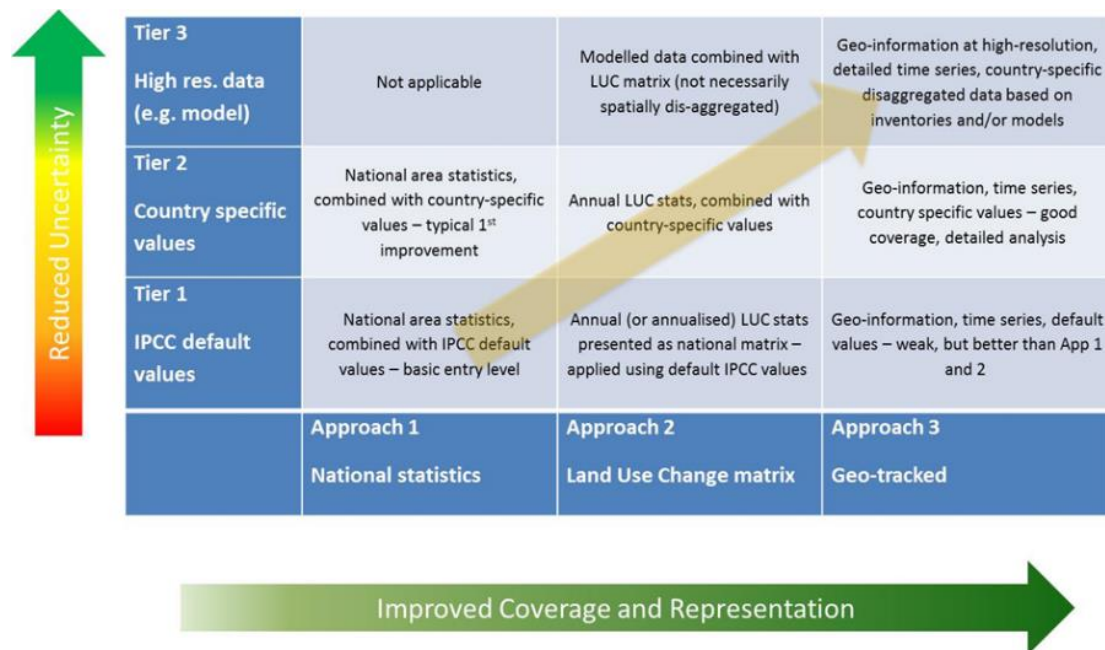 Reduced Uncertainty
Tier 3
High res. data
(e.g. model)
Not applicable
Modelled data combined with
LUC matrix (not necessarily
spatially dis-aggregated)
Geo-information at high-resolution,
detailed time series, country-specific
disaggregated data based on
inventories and/or models
Tier 2
Country specific
values
National area statistics,
combined with country-specific
values – typical 1st
improvement
Annual LUC stats, combined with
country-specific values
Geo-information, time series,
country specific values – good
coverage, detailed analysis
Tier 1
IPCC default
values
National area statistics,
combined with IPCC default
values – basic entry level
Annual (or annualised) LUC stats
presented as national matrix –
applied using default IPCC values
Geo-information, time series, default
values – weak, but better than App 1
and 2
Approach 1
National statistics
Approach 2
Land Use Change matrix
Approach 3
Geo-tracked
Improved Coverage and Representation